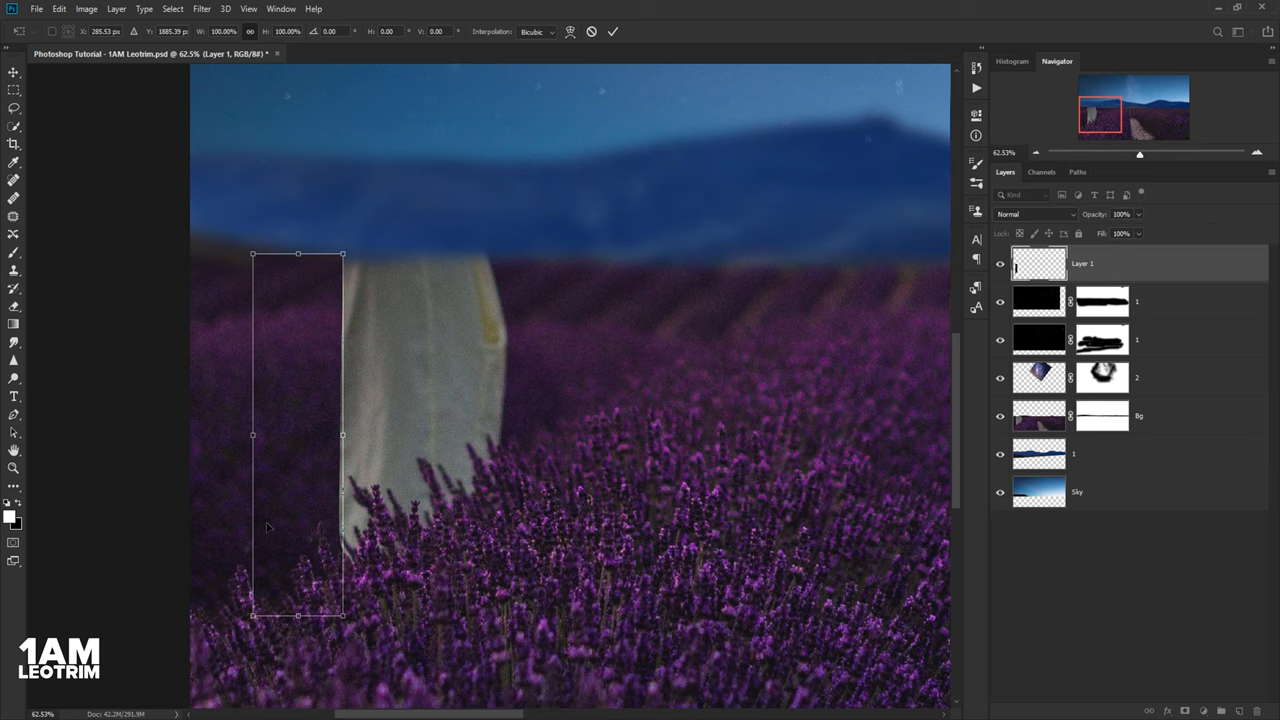 Ps File Edit Image Layer Type Select Filter 3D View Window Help
X: 285.53 px Y: 1885.39 px W: 100.00% H: 100.00% 0.00 ° H: 0.00 ° V: 0.00 ° Interpolation: Bicubic
Photoshop Tutorial - 1AM Leotrim.psd @ 62.5% (Layer 1, RGB/8#) * ×
Histogram Navigator
62.53%
Layers Channels Paths
Kind
Normal Opacity: 100%
Lock: Fill: 100%
Layer 1
1
1
2
Bg
1
Sky
1AM
LEOTRIM
62.53% Doc: 42.2M/291.9M